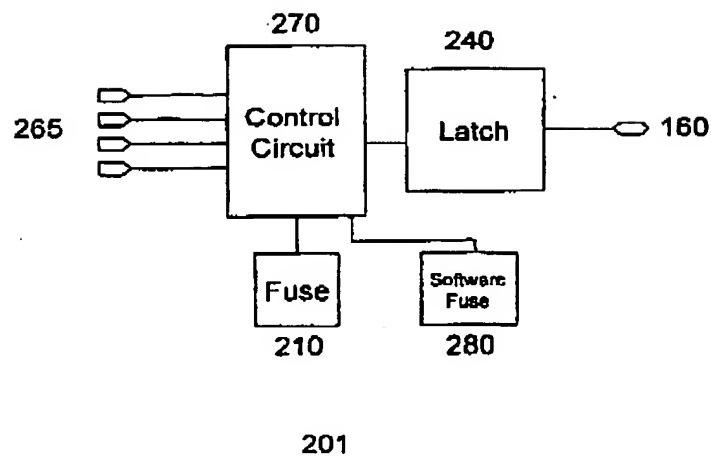 270
240
265
Control
Circuit
Latch
160
Fuse
Software
Fuse
210
280
201